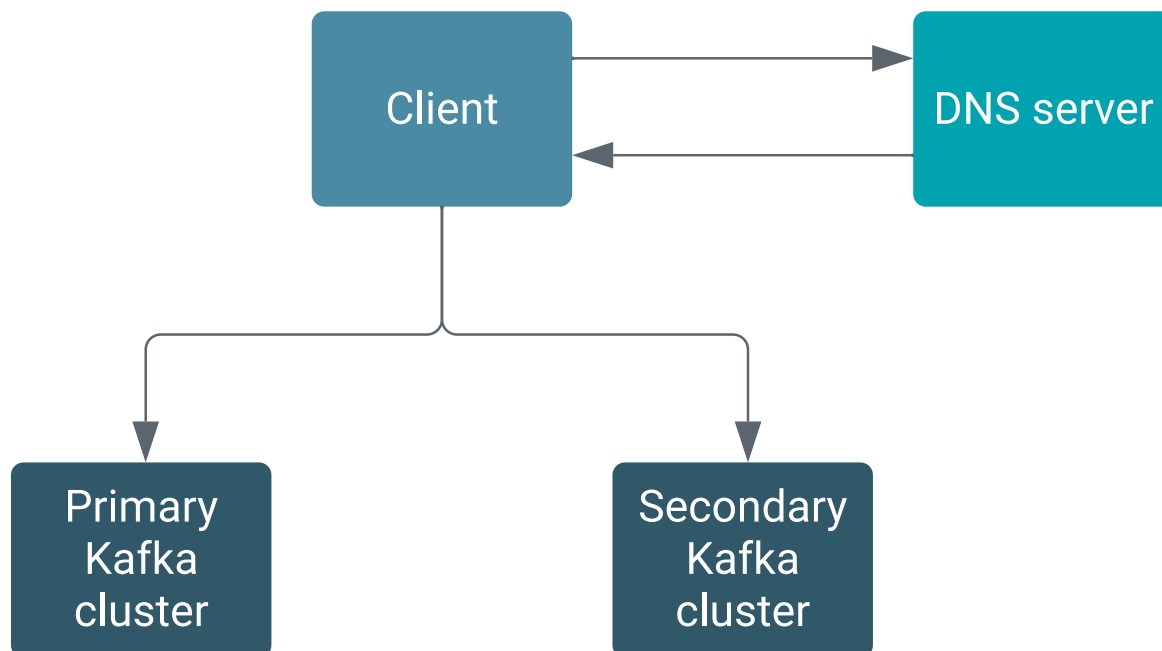 Client
DNS server
Primary
Kafka
cluster
Secondary
Kafka
cluster